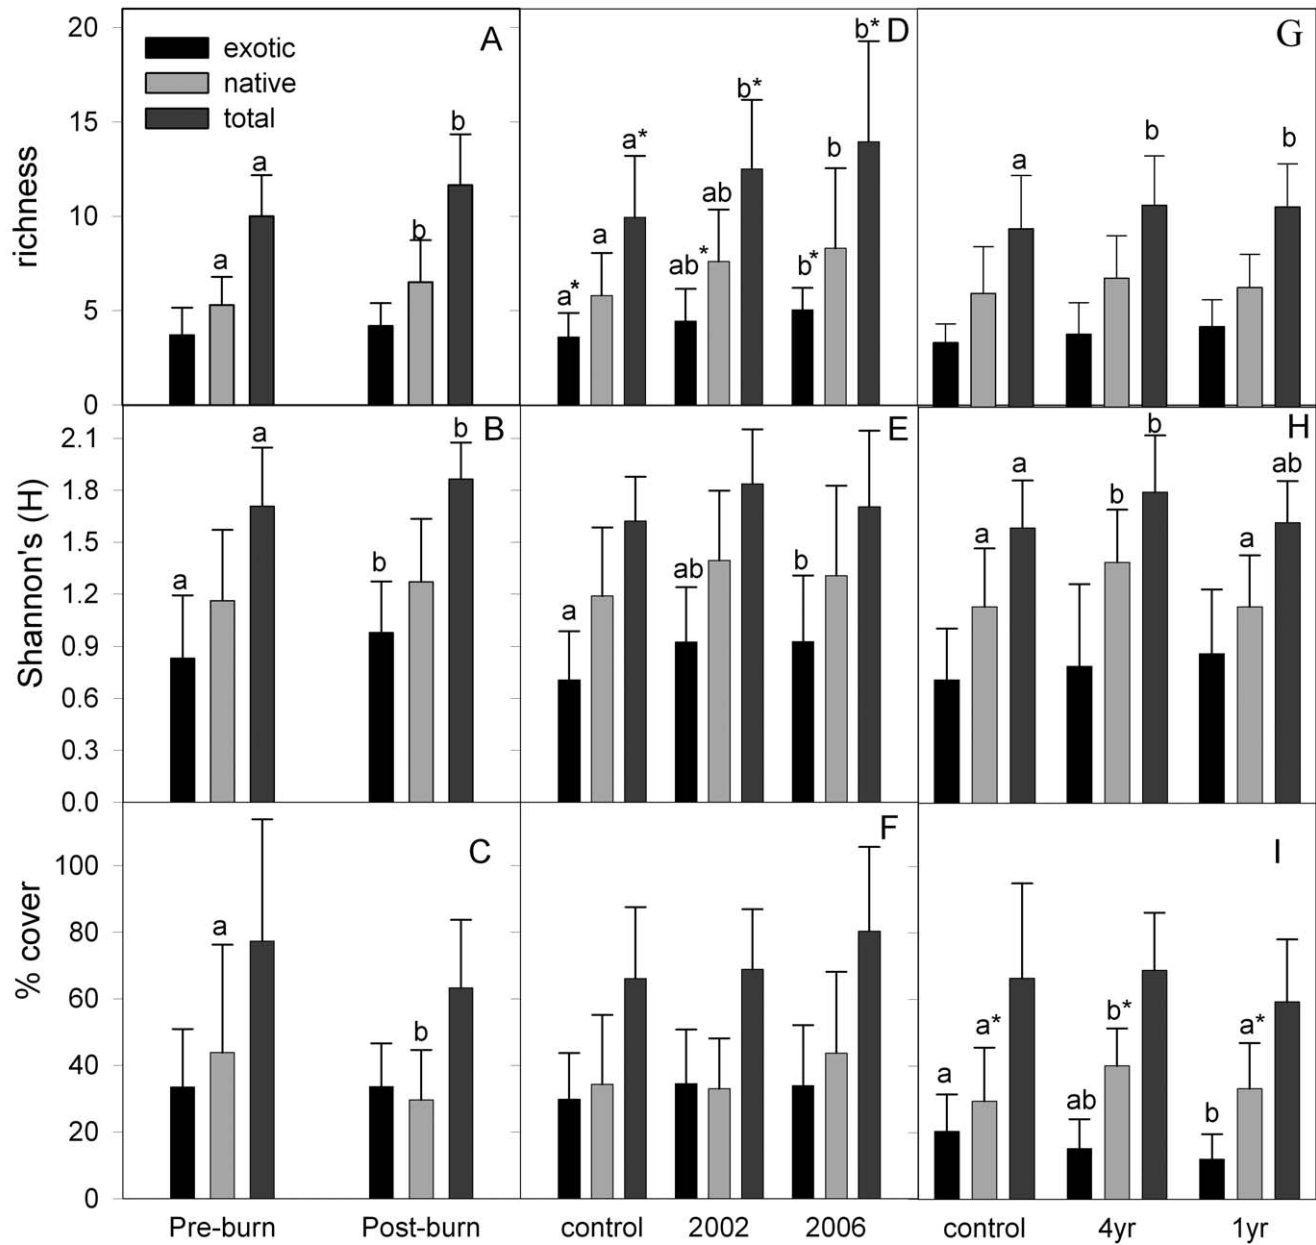 richness
20
15
10
5
0
exotic
native
total
A
a
a
b
b
D
a*
a
a*
ab*
ab
b*
b*
b
b*
G
a
b
b
Shannon's (H)
2.1
1.8
1.5
1.2
0.9
0.6
0.3
0.0
B
a
a
b
b
E
a
ab
b
H
a
a
b
b
a
ab
% cover
100
80
60
40
20
0
C
a
b
F
I
a
a*
ab
b*
b
a*
Pre-burn Post-burn control 2002 2006 control 4yr 1yr